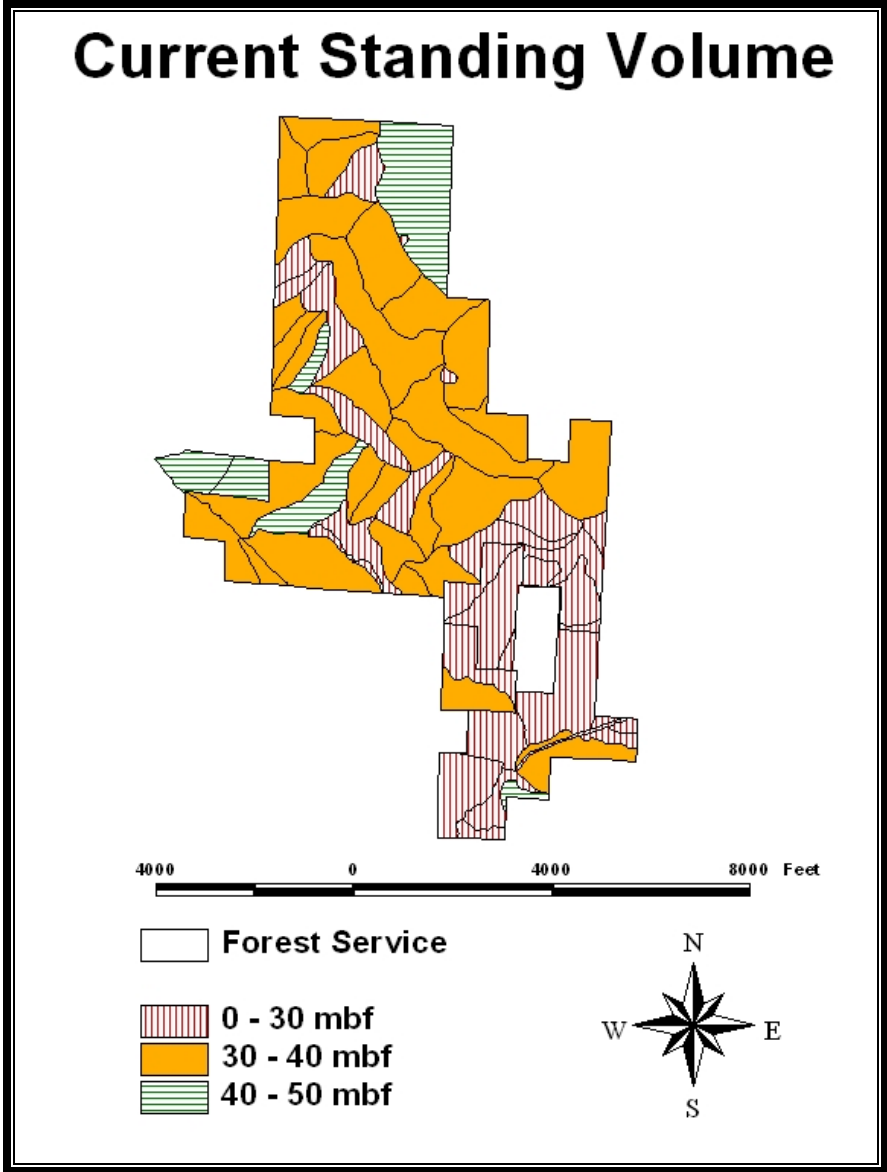 Current Standing Volume
4000 0 4000 8000 Feet
Forest Service
0 - 30 mbf
30 - 40 mbf
40 - 50 mbf
N
W E
S